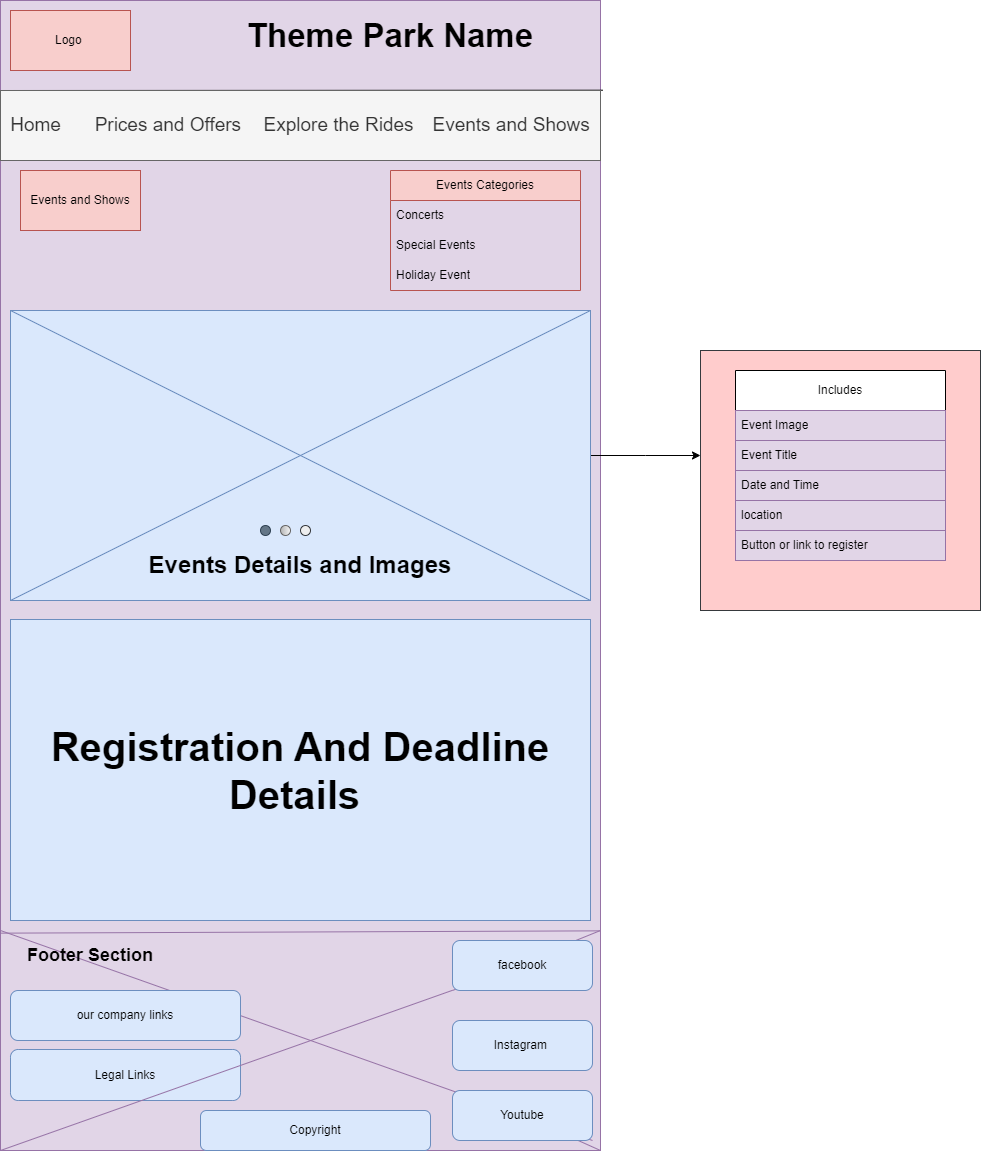 Logo
Theme Park Name
Home
Prices and Offers
Explore the Rides
Events and Shows
Events and Shows
Events Categories
Concerts
Special Events
Holiday Event
Events Details and Images
Includes
Event Image
Event Title
Date and Time
location
Button or link to register
Registration And Deadline
Details
Footer Section
our company links
Legal Links
facebook
Instagram
Youtube
Copyright